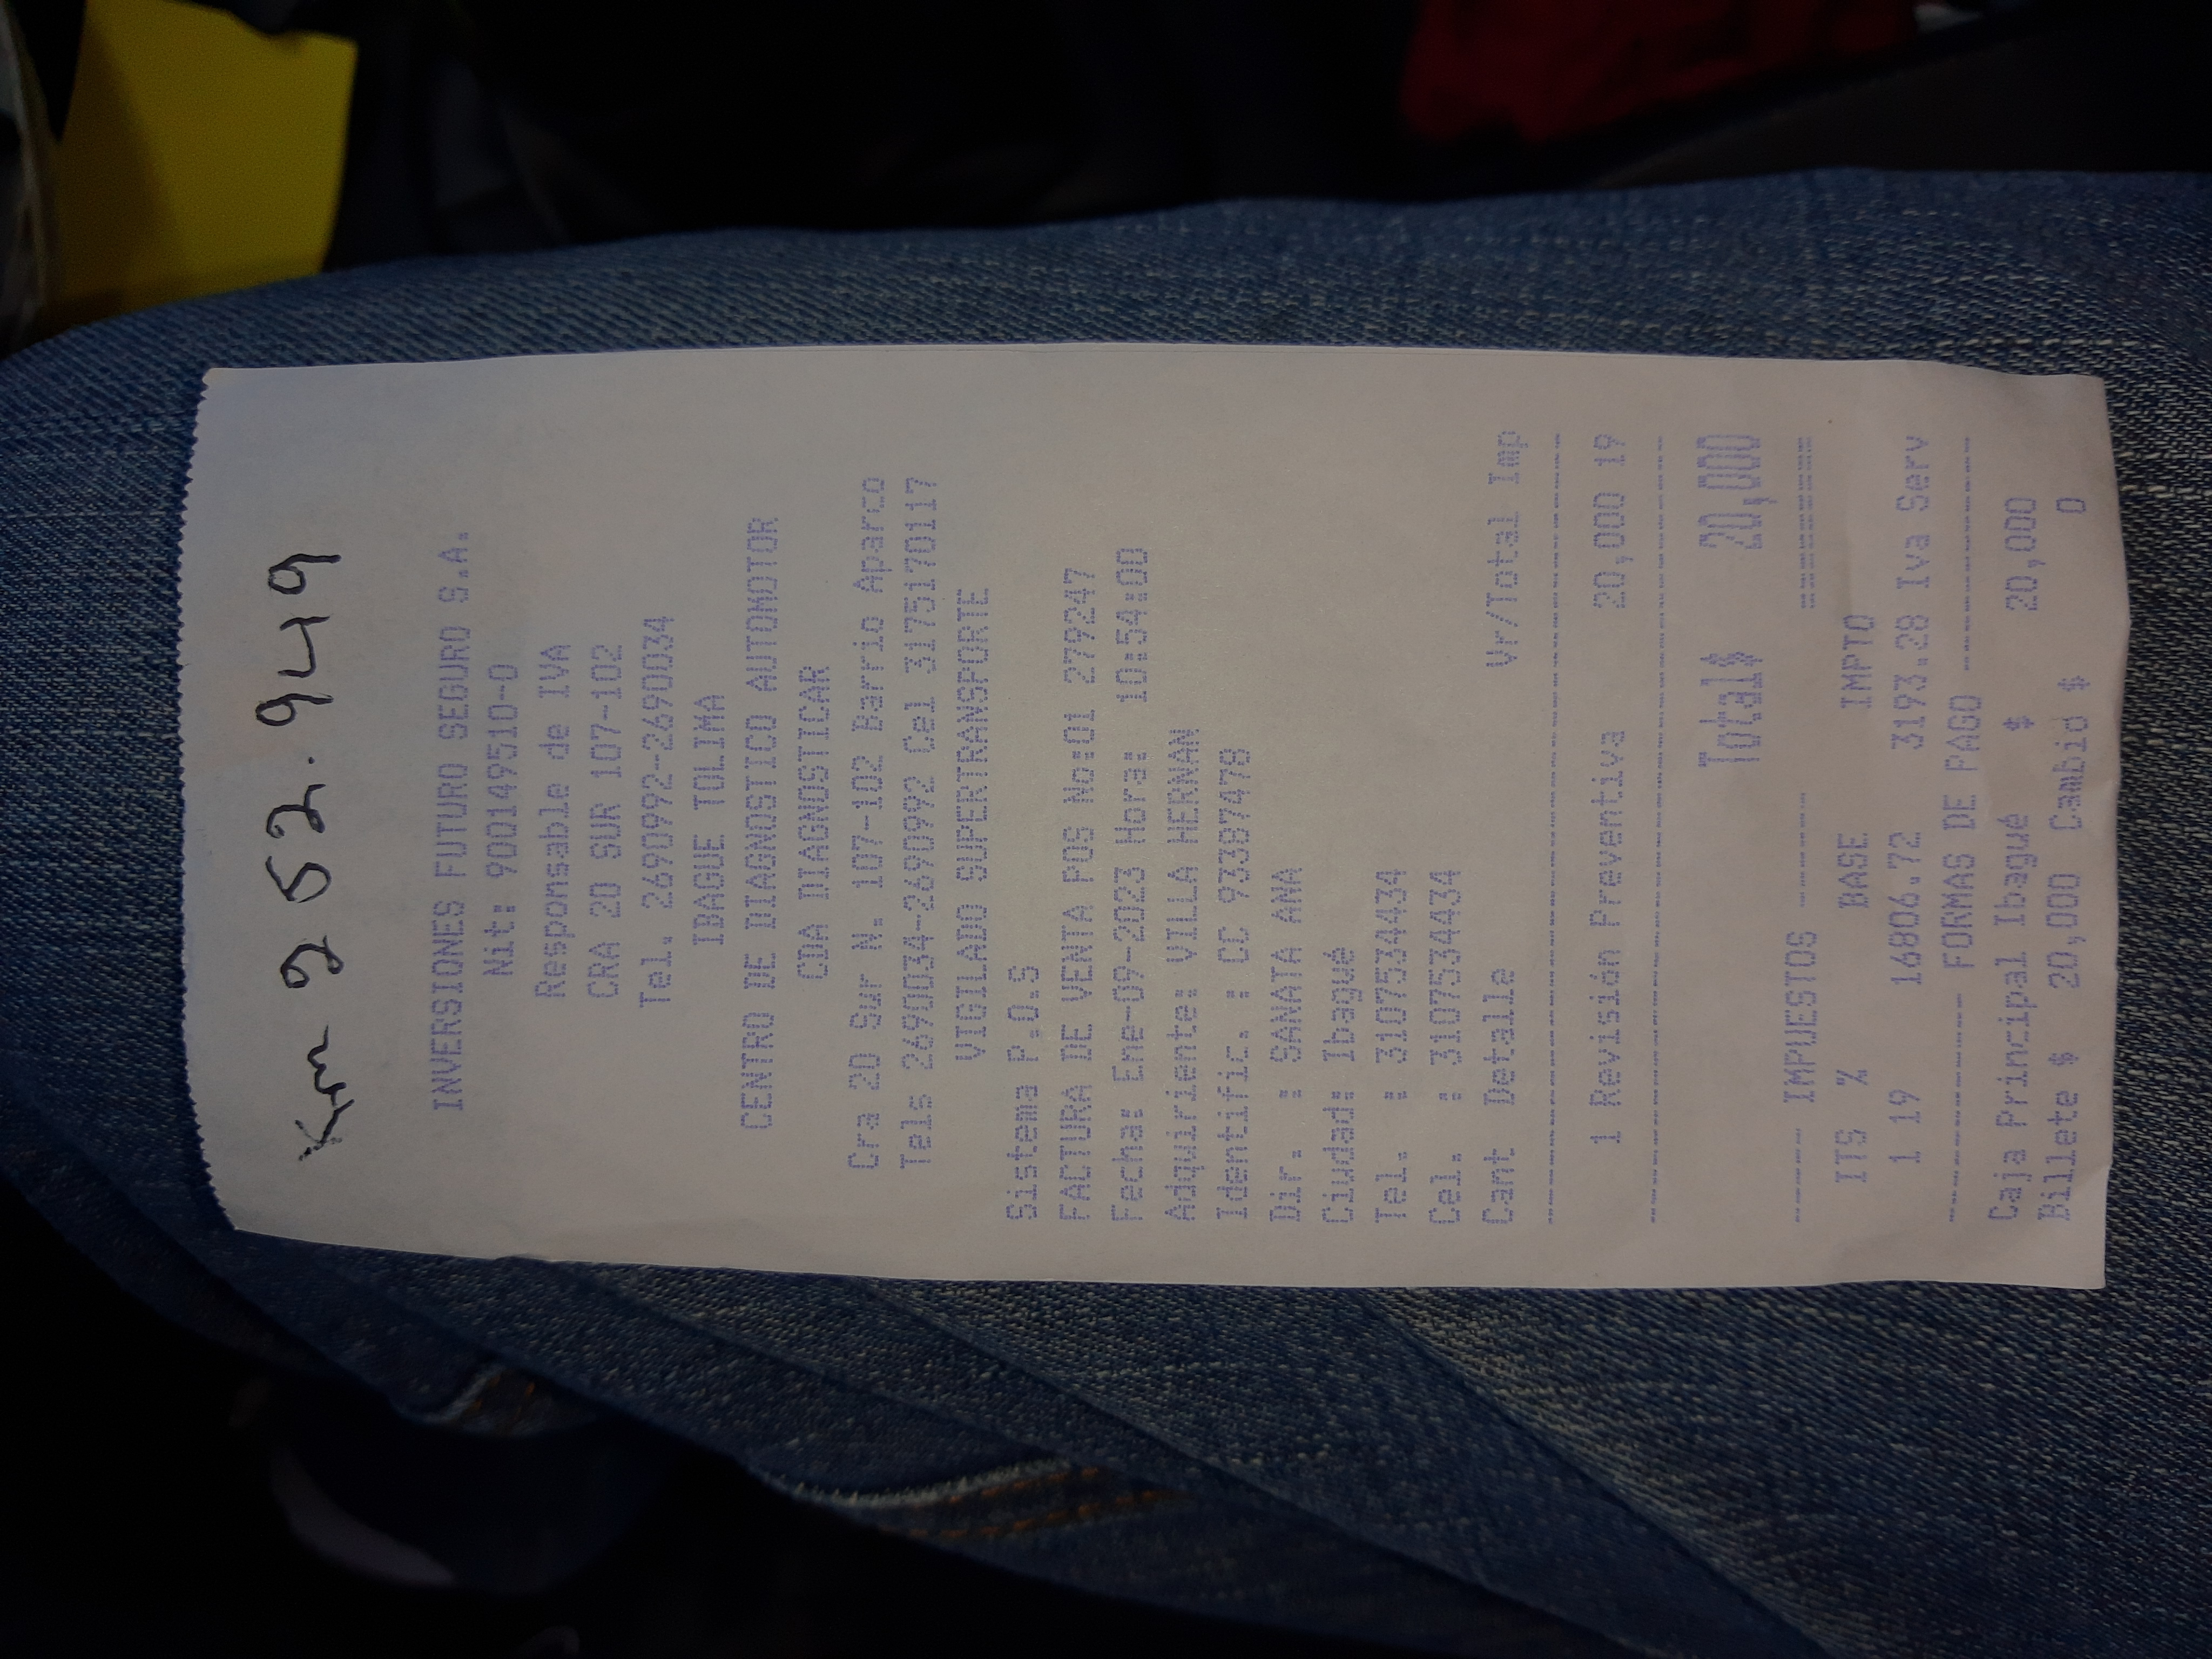 Km 952.949
INVERSIONES FUTURO SEGURO S.A.
Nit: 900149510-0
Responsable de IVA
CRA 20 SUR 107-102
Tel. 2690992-2690034
IBAGUE TOLIMA
CENTRO DE DIAGNOSTICO AUTOMOTOR
CDA DIAGNOSTICAR
Cra 20 Sur N. 107-102 Barrio Aparco
Tels 2690034-2690992 Cel 3175170117
VIGILADO SUPERTRANSPORTE
Sistema P.O.S
FACTURA DE VENTA POS No:01 279247
Fecha: Ene-09-2023 Hora: 10:54:00
Adquiriente: VILLA HERNAN
Identific. : CC 93387478
Dir. : SANATA ANA
Ciudad: Ibagué
Tel. : 3107534434
Cel. : 3107534434
Cant Detalle Vr/Total Imp
1 Revisión Preventiva 20,000 19
Total$ 20,000
IMPUESTOS
ITS % BASE IMPTO
1 19 16806.72 3193.28 Iva Serv
FORMAS DE PAGO
Caja Principal Ibagué $ 20,000
Billete $ 20,000 Cambio $ 0